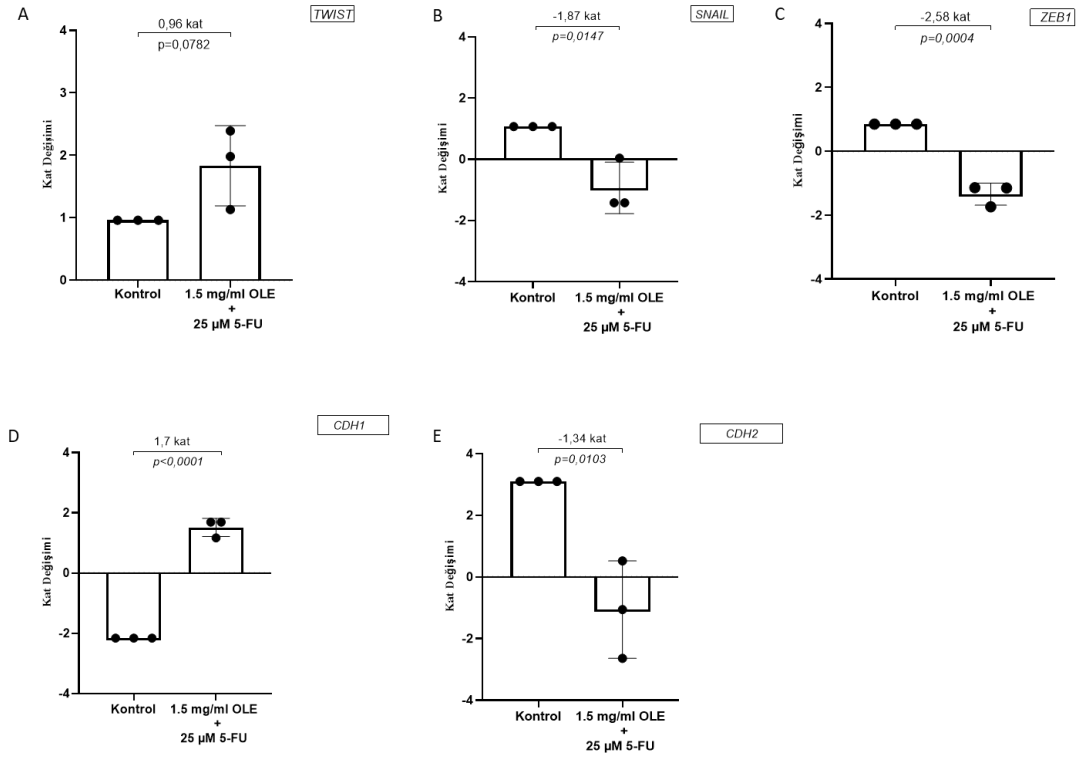 A
TWIST
0,96 kat
p=0,0782
Kat Değişimi
4
3
2
1
0
Kontrol
1.5 mg/ml OLE
+
25 µM 5-FU
B
SNAIL
-1,87 kat
p=0,0147
Kat Değişimi
4
2
0
-2
-4
Kontrol
1.5 mg/ml OLE
+
25 µM 5-FU
C
ZEB1
-2,58 kat
p=0,0004
Kat Değişimi
4
2
0
-2
-4
Kontrol
1.5 mg/ml OLE
+
25 µM 5-FU
D
CDH1
1,7 kat
p<0,0001
Kat Değişimi
4
2
0
-2
-4
Kontrol
1.5 mg/ml OLE
+
25 µM 5-FU
E
CDH2
-1,34 kat
p=0,0103
Kat Değişimi
4
2
0
-2
-4
Kontrol
1.5 mg/ml OLE
+
25 µM 5-FU